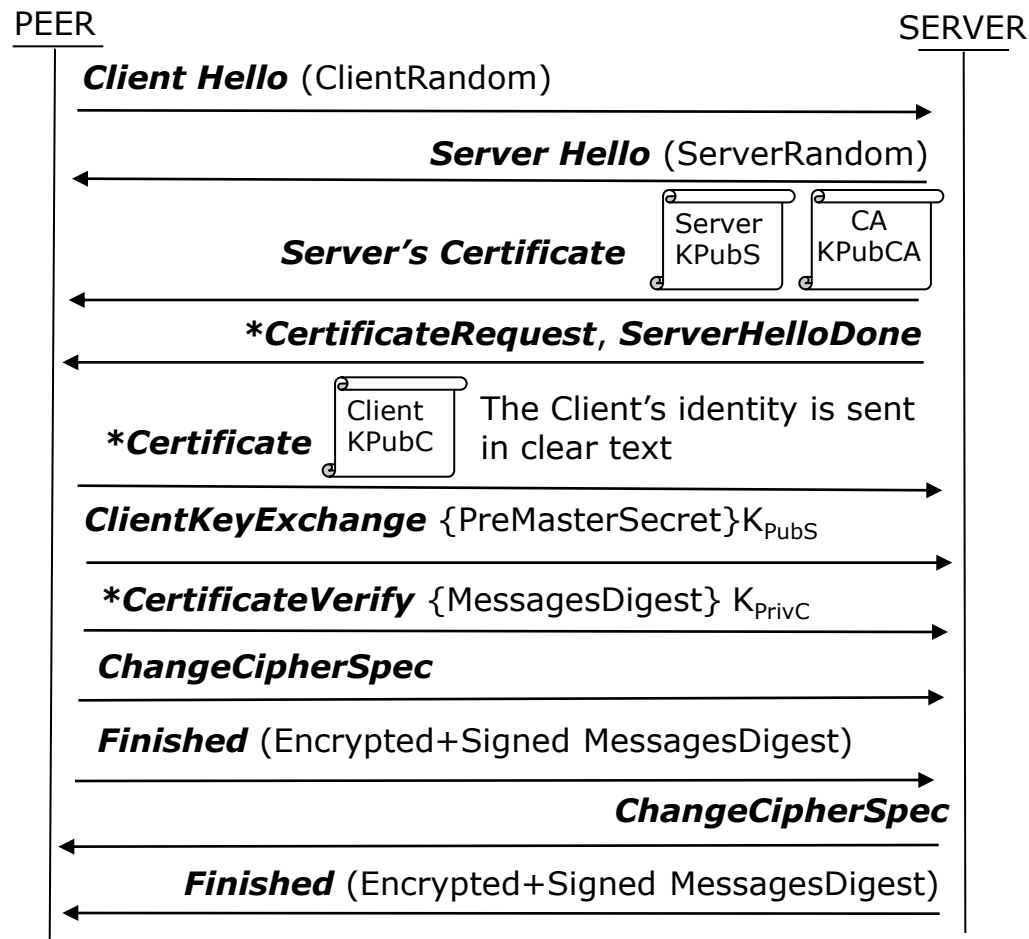 PEER
SERVER
Client Hello (ClientRandom)
Server Hello (ServerRandom)
Server’s Certificate
Server
KPubS
CA
KPubCA
*CertificateRequest, ServerHelloDone
*Certificate
Client
KPubC
The Client’s identity is sent
in clear text
ClientKeyExchange {PreMasterSecret}KPubS
*CertificateVerify {MessagesDigest} KPrivC
ChangeCipherSpec
Finished (Encrypted+Signed MessagesDigest)
ChangeCipherSpec
Finished (Encrypted+Signed MessagesDigest)